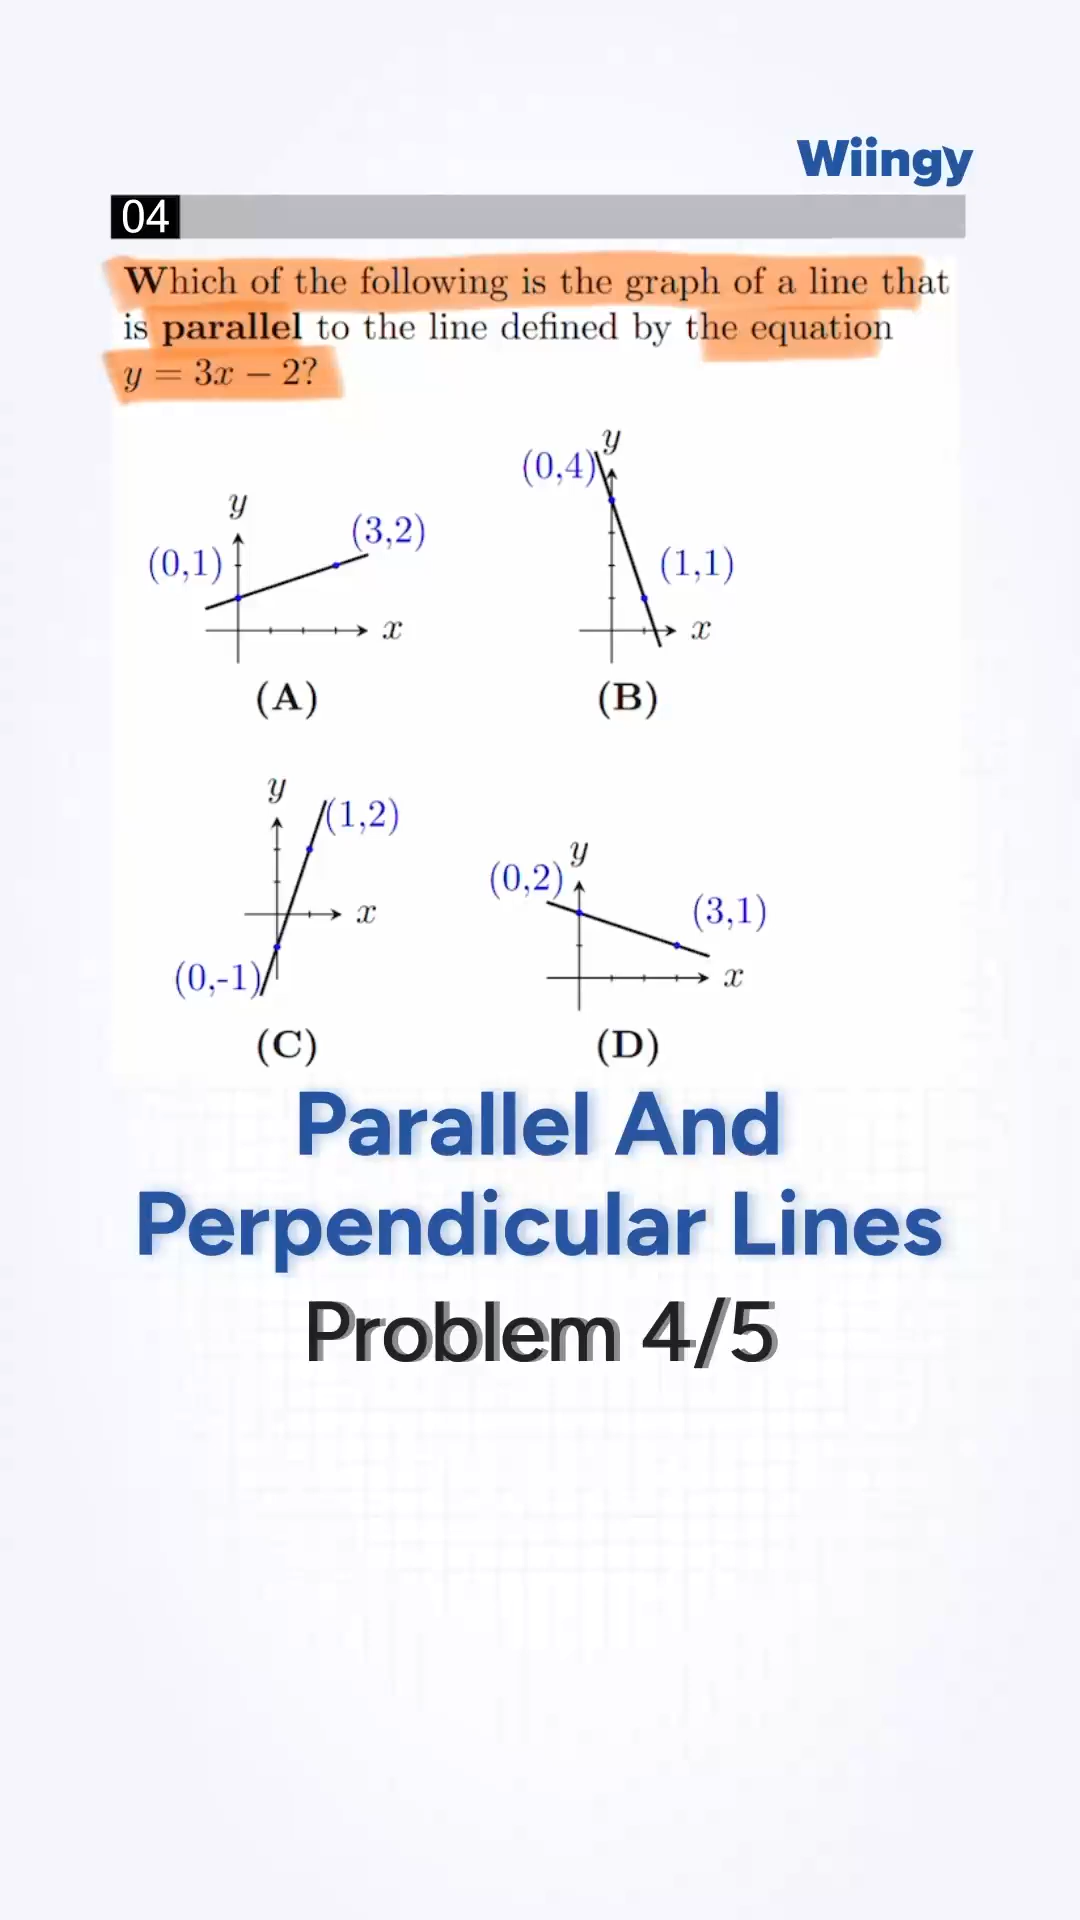 Wiingy
04
Which of the following is the graph of a line that
is parallel to the line defined by the equation
y = 3x − 2?
y
(0,1)
(3,2)
x
(A)
y
(0,4)
(1,1)
x
(B)
y
(1,2)
x
(0,-1)
(C)
y
(0,2)
(3,1)
x
(D)
Parallel And
Perpendicular Lines
Problem 4/5